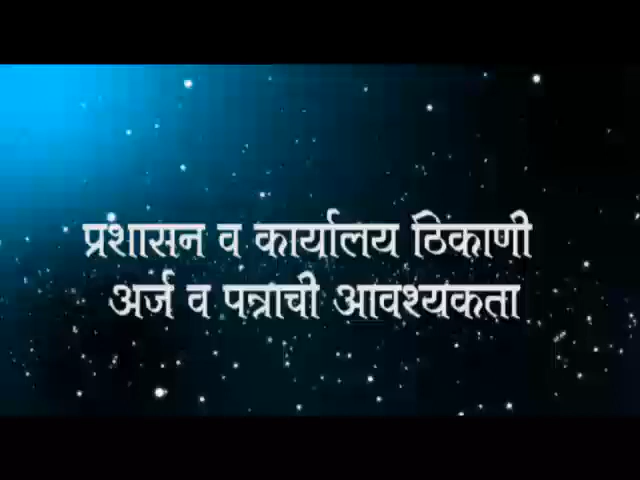 प्रशासन व कार्यालय ठिकाणी
अर्ज व पत्राची आवश्यकता